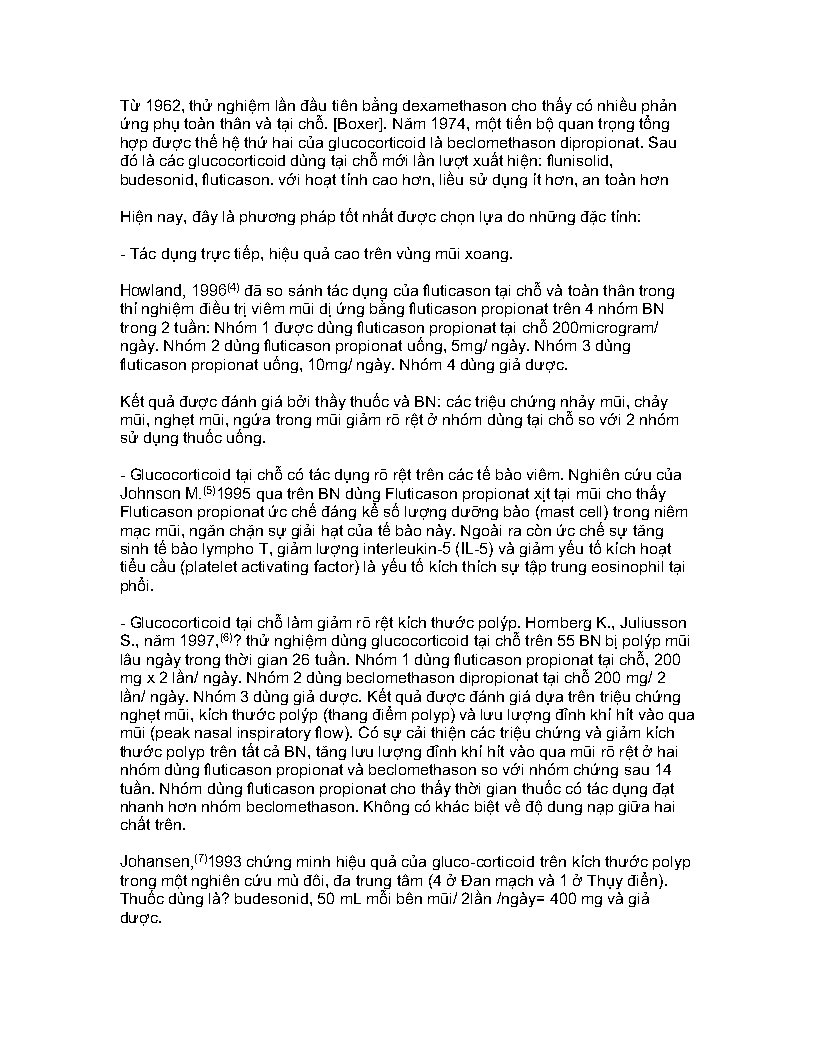 Từ 1962, thử nghiệm lần đầu tiên bằng dexamethason cho thấy có nhiều phản
ứng phụ toàn thân và tại chỗ. [Boxer]. Năm 1974, một tiến bộ quan trọng tổng
hợp được thế hệ thứ hai của glucocorticoid là beclomethason dipropionat. Sau
đó là các glucocorticoid dùng tại chỗ mới lần lượt xuất hiện: flunisolid,
budesonid, fluticason. với hoạt tính cao hơn, liều sử dụng ít hơn, an toàn hơn
Hiện nay, đây là phương pháp tốt nhất được chọn lựa do những đặc tính:
- Tác dụng trực tiếp, hiệu quả cao trên vùng mũi xoang.
Howland, 1996(4) đã so sánh tác dụng của fluticason tại chỗ và toàn thân trong
thí nghiệm điều trị viêm mũi dị ứng bằng fluticason propionat trên 4 nhóm BN
trong 2 tuần: Nhóm 1 được dùng fluticason propionat tại chỗ 200microgram/
ngày. Nhóm 2 dùng fluticason propionat uống, 5mg/ ngày. Nhóm 3 dùng
fluticason propionat uống, 10mg/ ngày. Nhóm 4 dùng giả dược.
Kết quả được đánh giá bởi thầy thuốc và BN: các triệu chứng nhảy mũi, chảy
mũi, nghẹt mũi, ngứa trong mũi giảm rõ rệt ở nhóm dùng tại chỗ so với 2 nhóm
sử dụng thuốc uống.
- Glucocorticoid tại chỗ có tác dụng rõ rệt trên các tế bào viêm. Nghiên cứu của
Johnson M.(5)1995 qua trên BN dùng Fluticason propionat xịt tại mũi cho thấy
Fluticason propionat ức chế đáng kể số lượng dưỡng bào (mast cell) trong niêm
mạc mũi, ngăn chặn sự giải hạt của tế bào này. Ngoài ra còn ức chế sự tăng
sinh tế bào lympho T, giảm lượng interleukin-5 (IL-5) và giảm yếu tố kích hoạt
tiểu cầu (platelet activating factor) là yếu tố kích thích sự tập trung eosinophil tại
phổi.
- Glucocorticoid tại chỗ làm giảm rõ rệt kích thước polýp. Homberg K., Juliusson
S., năm 1997,(6)? thử nghiệm dùng glucocorticoid tại chỗ trên 55 BN bị polýp mũi
lâu ngày trong thời gian 26 tuần. Nhóm 1 dùng fluticason propionat tại chỗ, 200
mg x 2 lần/ ngày. Nhóm 2 dùng beclomethason dipropionat tại chỗ 200 mg/ 2
lần/ ngày. Nhóm 3 dùng giả dược. Kết quả được đánh giá dựa trên triệu chứng
nghẹt mũi, kích thước polýp (thang điểm polyp) và lưu lượng đỉnh khí hít vào qua
mũi (peak nasal inspiratory flow). Có sự cải thiện các triệu chứng và giảm kích
thước polyp trên tất cả BN, tăng lưu lượng đỉnh khí hít vào qua mũi rõ rệt ở hai
nhóm dùng fluticason propionat và beclomethason so với nhóm chứng sau 14
tuần. Nhóm dùng fluticason propionat cho thấy thời gian thuốc có tác dụng đạt
nhanh hơn nhóm beclomethason. Không có khác biệt về độ dung nạp giữa hai
chất trên.
Johansen,(7)1993 chứng minh hiệu quả của gluco-corticoid trên kích thước polyp
trong một nghiên cứu mù đôi, đa trung tâm (4 ở Đan mạch và 1 ở Thụy điển).
Thuốc dùng là? budesonid, 50 mL mỗi bên mũi/ 2lần /ngày= 400 mg và giả
dược.